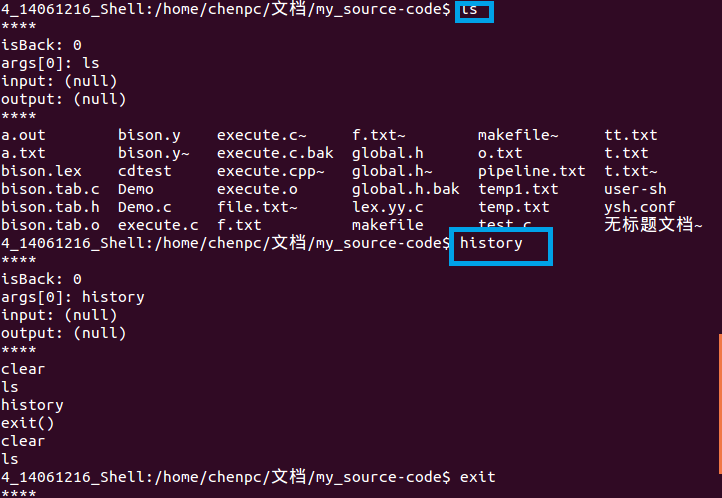 4_14061216_Shell:/home/chenpc/文档/my_source-code$ ls
****
isBack: 0
args[0]: ls
input: (null)
output: (null)
****
a.out bison.y execute.c~ f.txt~ makefile~ tt.txt
a.txt bison.y~ execute.c.bak global.h o.txt t.txt
bison.lex cdtest execute.cpp~ global.h~ pipeline.txt t.txt~
bison.tab.c Demo execute.o global.h.bak temp1.txt user-sh
bison.tab.h Demo.c file.txt~ lex.yy.c temp.txt ysh.conf
bison.tab.o execute.c f.txt makefile test.c 无标题文档~
4_14061216_Shell:/home/chenpc/文档/my_source-code$ history
****
isBack: 0
args[0]: history
input: (null)
output: (null)
****
clear
ls
history
exit()
clear
ls
4_14061216_Shell:/home/chenpc/文档/my_source-code$ exit
****